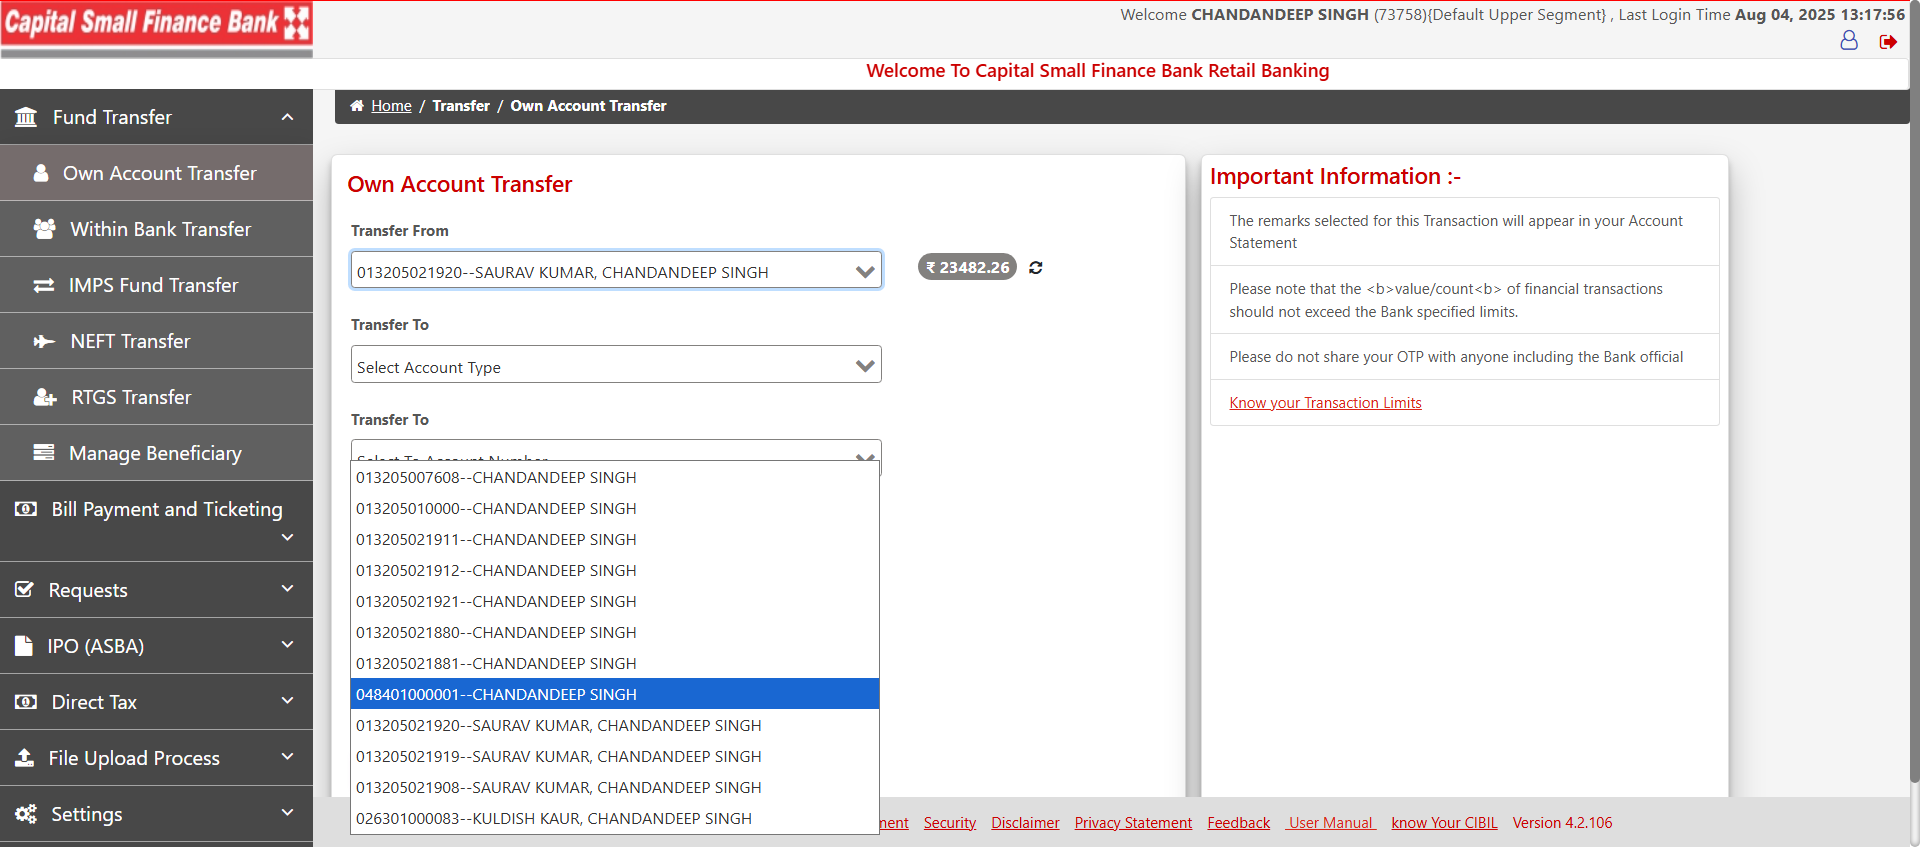 Capital Small Finance Bank
Welcome CHANDANDEEP SINGH (73758){Default Upper Segment} , Last Login Time Aug 04, 2025 13:17:56
Welcome To Capital Small Finance Bank Retail Banking
Home / Transfer / Own Account Transfer
Fund Transfer
Own Account Transfer
Within Bank Transfer
IMPS Fund Transfer
NEFT Transfer
RTGS Transfer
Manage Beneficiary
Bill Payment and Ticketing
Requests
IPO (ASBA)
Direct Tax
File Upload Process
Settings
Own Account Transfer
Transfer From
013205021920--SAURAV KUMAR, CHANDANDEEP SINGH
₹ 23482.26
Transfer To
Select Account Type
Transfer To
Select To Account Number
013205007608--CHANDANDEEP SINGH
013205010000--CHANDANDEEP SINGH
013205021911--CHANDANDEEP SINGH
013205021912--CHANDANDEEP SINGH
013205021921--CHANDANDEEP SINGH
013205021880--CHANDANDEEP SINGH
013205021881--CHANDANDEEP SINGH
048401000001--CHANDANDEEP SINGH
013205021920--SAURAV KUMAR, CHANDANDEEP SINGH
013205021919--SAURAV KUMAR, CHANDANDEEP SINGH
013205021908--SAURAV KUMAR, CHANDANDEEP SINGH
026301000083--KULDISH KAUR, CHANDANDEEP SINGH
Important Information :-
The remarks selected for this Transaction will appear in your Account
Statement
Please note that the <b>value/count<b> of financial transactions
should not exceed the Bank specified limits.
Please do not share your OTP with anyone including the Bank official
Know your Transaction Limits
nent Security Disclaimer Privacy Statement Feedback User Manual know Your CIBIL Version 4.2.106